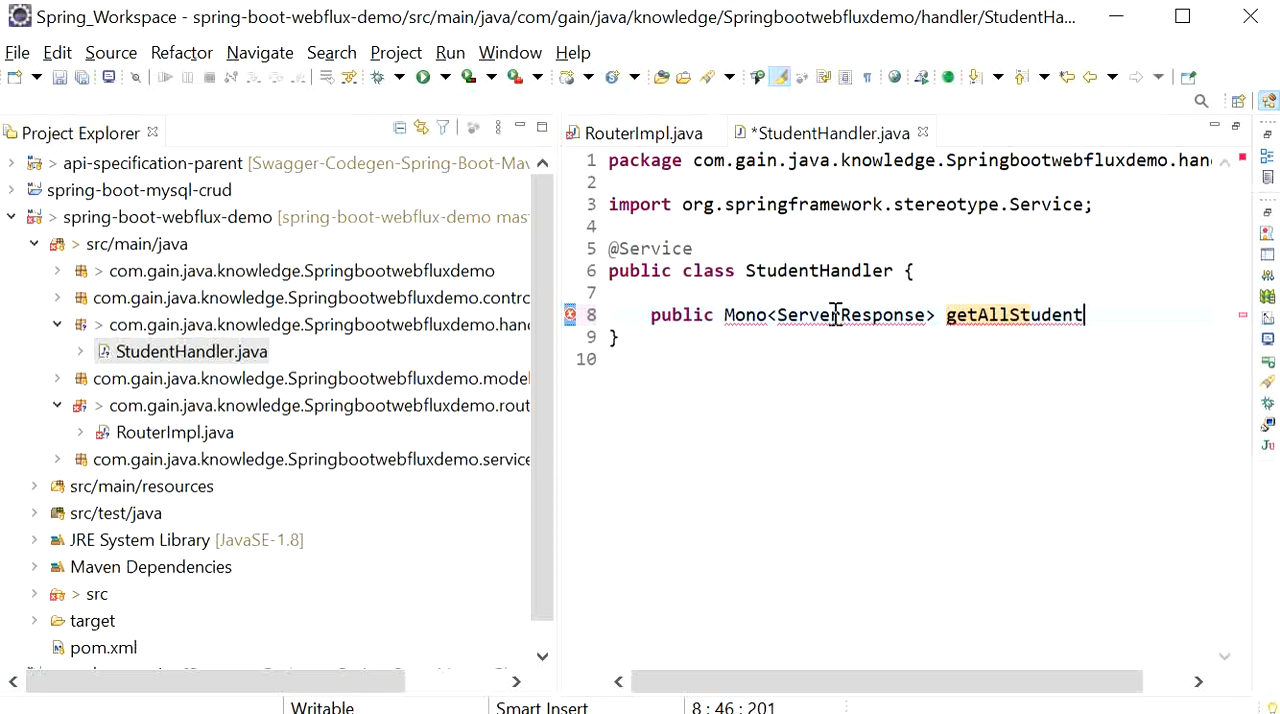 Spring_Workspace - spring-boot-webflux-demo/src/main/java/com/gain/java/knowledge/Springbootwebfluxdemo/handler/StudentHa...
File Edit Source Refactor Navigate Search Project Run Window Help
Project Explorer
api-specification-parent [Swagger-Codegen-Spring-Boot-Mav
spring-boot-mysql-crud
> spring-boot-webflux-demo [spring-boot-webflux-demo mast
> src/main/java
> com.gain.java.knowledge.Springbootwebfluxdemo
com.gain.java.knowledge.Springbootwebfluxdemo.contro
> com.gain.java.knowledge.Springbootwebfluxdemo.hand
StudentHandler.java
com.gain.java.knowledge.Springbootwebfluxdemo.model
> com.gain.java.knowledge.Springbootwebfluxdemo.rout
RouterImpl.java
com.gain.java.knowledge.Springbootwebfluxdemo.service
src/main/resources
src/test/java
JRE System Library [JavaSE-1.8]
Maven Dependencies
> src
target
pom.xml
RouterImpl.java *StudentHandler.java
1 package com.gain.java.knowledge.Springbootwebfluxdemo.han
2
3 import org.springframework.stereotype.Service;
4
5 @Service
6 public class StudentHandler {
7
8 public Mono<ServerResponse> getAllStudent
9 }
10
Writable Smart Insert 8 : 46 : 201